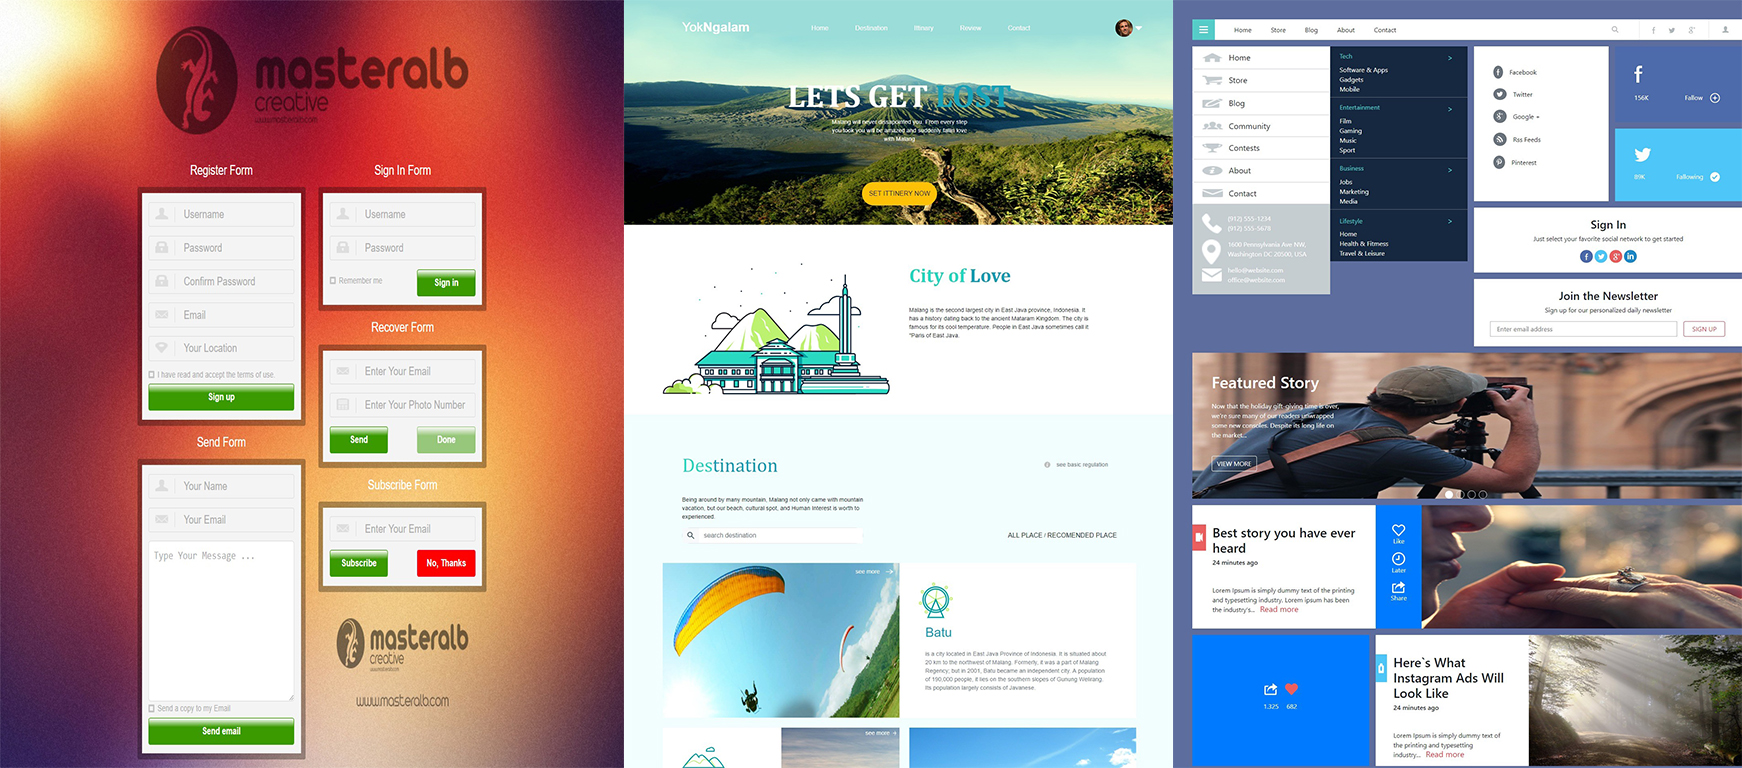 masteralb
creative
www.masteralb.com
Register Form
Username
Password
Confirm Password
Email
Your Location
I have read and accept the terms of use.
Sign up
Send Form
Your Name
Your Email
Type Your Message ...
Send a copy to my Email
Send email
Sign In Form
Username
Password
Remember me
Sign in
Recover Form
Enter Your Email
Enter Your Photo Number
Send
Done
Subscribe Form
Enter Your Email
Subscribe
No, Thanks
masteralb
creative
www.masteralb.com
YokNgalam
Home
Destination
Ittinery
Review
Contact
LETS GET LOST
Malang will never dissapointed you. From every step
you took you will be amazed and suddenly fallin love
with Malang
SET ITTINERY NOW
City of Love
Malang is the second largest city in East Java province, Indonesia. It
has a history dating back to the ancient Mataram Kingdom. The city is
famous for its cool temperature. People in East Java sometimes call it
"Paris of East Java.
Destination
see basic regulation
Being around by many mountain, Malang not only came with mountain
vacation, but our beach, cultural spot, and Human Interest is worth to
experienced.
search destination
ALL PLACE / RECOMENDED PLACE
see more
Batu
is a city located in East Java Province of Indonesia. It is situated about
20 km to the northwest of Malang. Formerly, it was a part of Malang
Regency; but in 2001, Batu became an independent city. A population
of 190,000 people, it lies on the southern slopes of Gunung Welirang.
Its population largely consists of Javanese.
see more
Home
Store
Blog
About
Contact
Home
Store
Blog
Community
Contests
About
Contact
(912) 555-1234
(912) 555-5678
1600 Pennsylvania Ave NW,
Washington DC 20500, USA
hello@website.com
office@website.com
Tech >
Software & Apps
Gadgets
Mobile
Entertainment >
Film
Gaming
Music
Sport
Business >
Jobs
Marketing
Media
Lifestyle >
Home
Health & Fitness
Travel & Leisure
Facebook
Twitter
Google +
Rss Feeds
Pinterest
156K
Follow
89K
Following
Sign In
Just select your favorite social network to get started
Join the Newsletter
Sign up for our personalized daily newsletter
Enter email address
SIGN UP
Featured Story
Now that the holiday gift-giving time is over,
we're sure many of our readers unwrapped
some new consoles. Despite its long life on
the market...
VIEW MORE
Best story you have ever
heard
24 minutes ago
Lorem Ipsum is simply dummy text of the printing
and typesetting industry. Lorem ipsum has been
the industry's... Read more
Like
Later
Share
1.325
682
Here`s What
Instagram Ads Will
Look Like
24 minutes ago
Lorem Ipsum is simply dummy text of
the printing and typesetting
industry... Read more